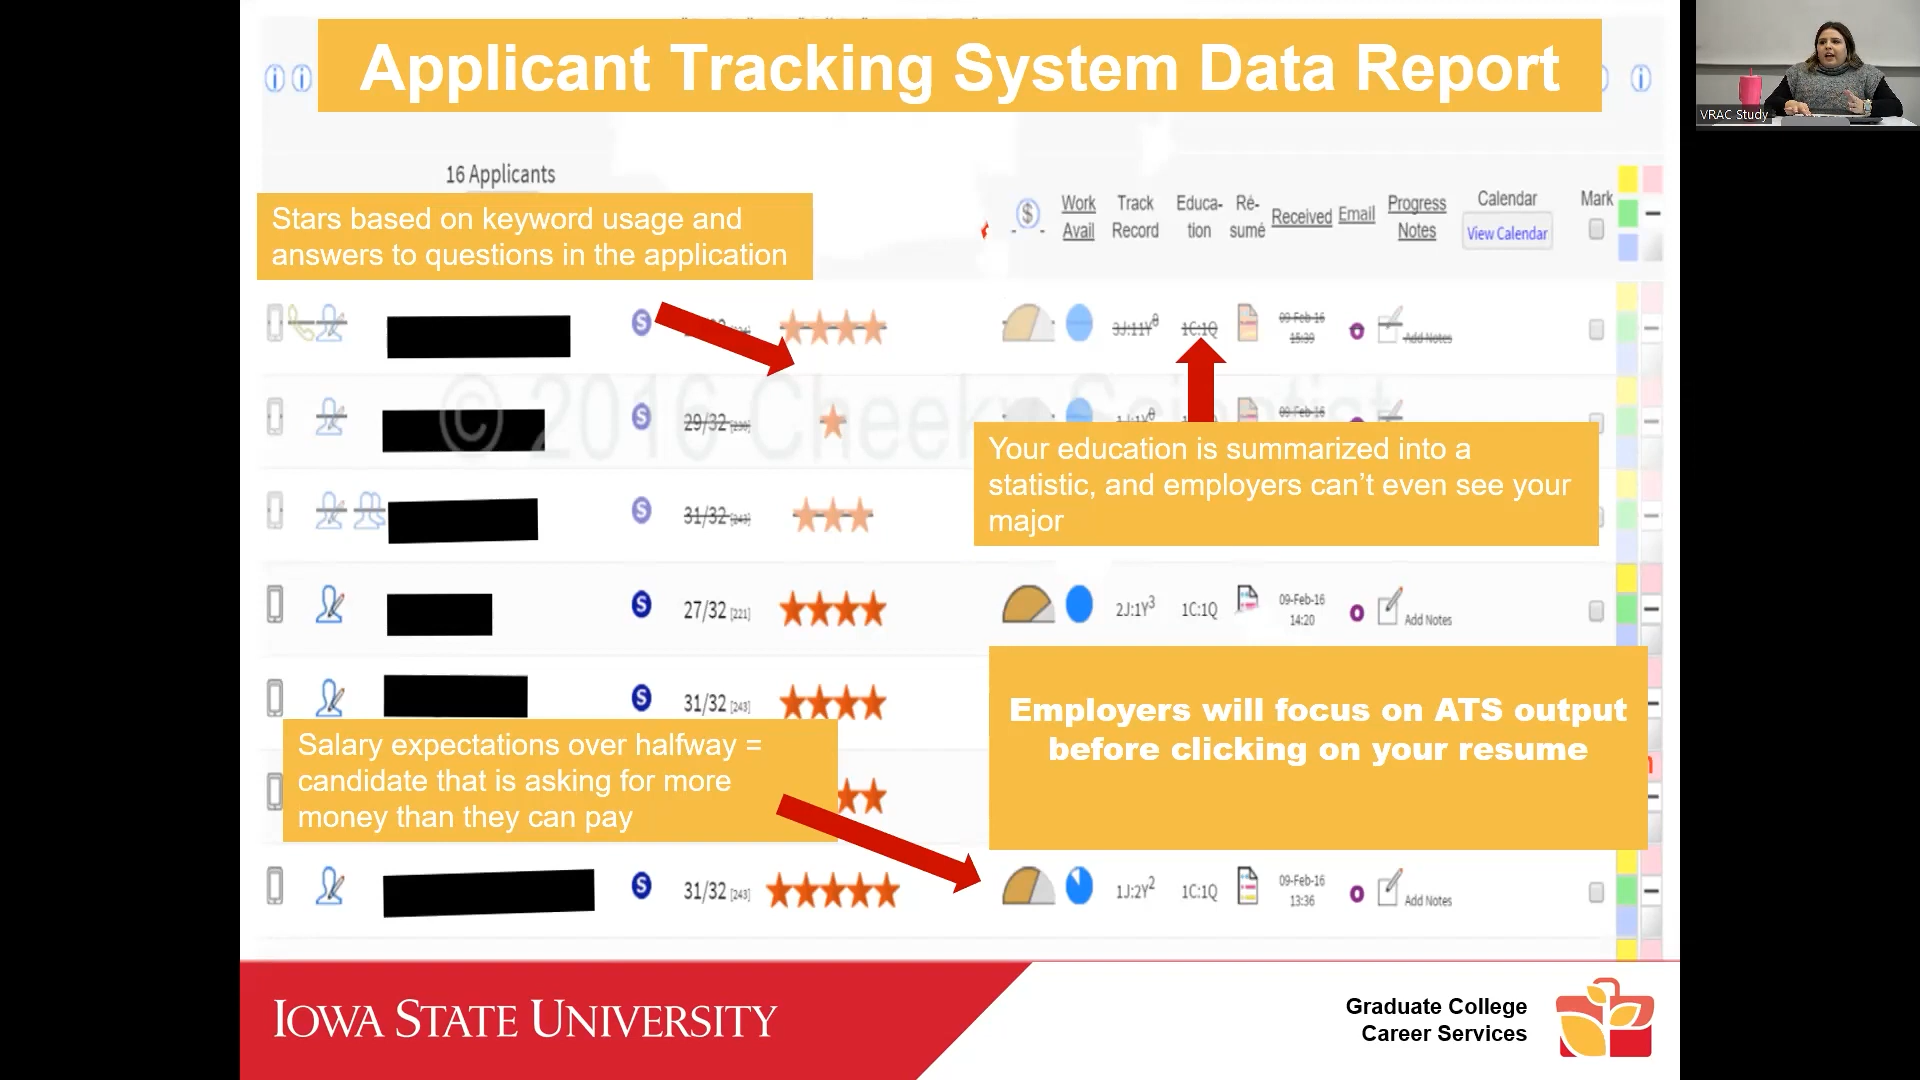 Applicant Tracking System Data Report
VRAC Study
16 Applicants
Stars based on keyword usage and
answers to questions in the application
Work
Avail
Track
Record
Educa-
tion
Ré-
sumé
Received
Email
Progress
Notes
Calendar
View Calendar
Mark
S
3J:11Y8
1C:1Q
09-Feb-16
15:39
Add Notes
© 2016 Cheeky Scientist
S
29/32 [230]
09-Feb-16
Your education is summarized into a
statistic, and employers can’t even see your
major
S
31/32 [243]
S
27/32 [221]
2J:1Y3
1C:1Q
09-Feb-16
14:20
Add Notes
S
31/32 [243]
Employers will focus on ATS output
before clicking on your resume
Salary expectations over halfway =
candidate that is asking for more
money than they can pay
S
31/32 [243]
1J:2Y2
1C:1Q
09-Feb-16
13:36
Add Notes
IOWA STATE UNIVERSITY
Graduate College
Career Services